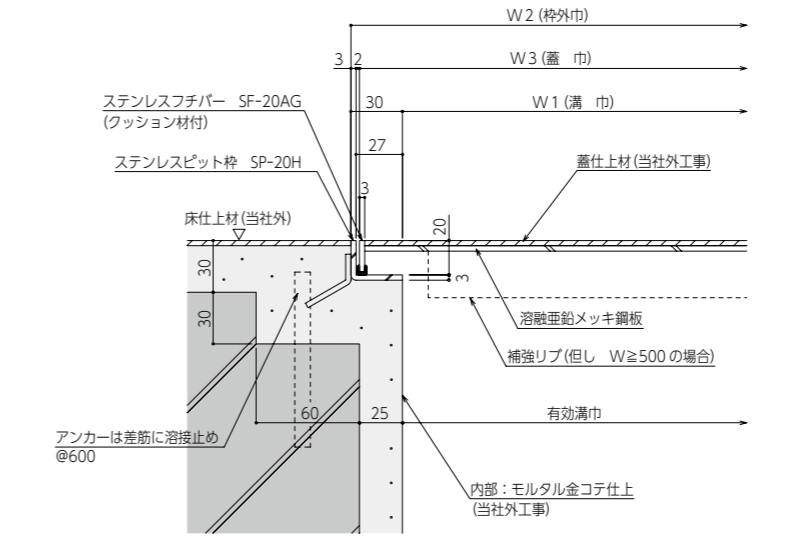 W2(枠外巾)
3
2
W3(蓋 巾)
ステンレスフチバー SF-20AG
(クッション材付)
30
W1(溝 巾)
27
ステンレスピット枠 SP-20H
蓋仕上材(当社外工事)
3
床仕上材(当社外)
20
30
3
30
溶融亜鉛メッキ鋼板
補強リブ(但し W≧500の場合)
60
25
有効溝巾
アンカーは差筋に溶接止め
@600
内部：モルタル金コテ仕上
(当社外工事)